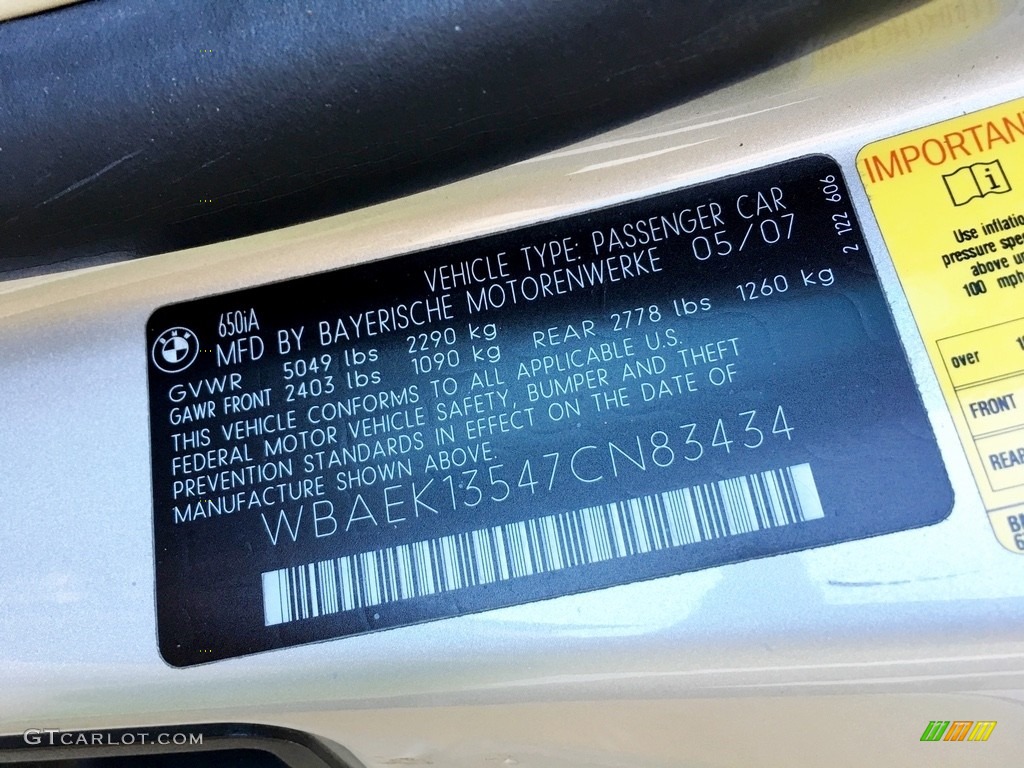 VEHICLE TYPE: PASSENGER CAR
650iA
MFD BY BAYERISCHE MOTORENWERKE 05/07
GVWR 5049 lbs 2290 kg
GAWR FRONT 2403 lbs 1090 kg REAR 2778 lbs 1260 kg
THIS VEHICLE CONFORMS TO ALL APPLICABLE U.S.
FEDERAL MOTOR VEHICLE SAFETY, BUMPER AND THEFT
PREVENTION STANDARDS IN EFFECT ON THE DATE OF
MANUFACTURE SHOWN ABOVE.
WBAEK13547CN83434
2 122 606
IMPORTAN
Use inflatio
pressure spe
above u
100 mph
over
FRONT
REAR
GTCARLOT.COM